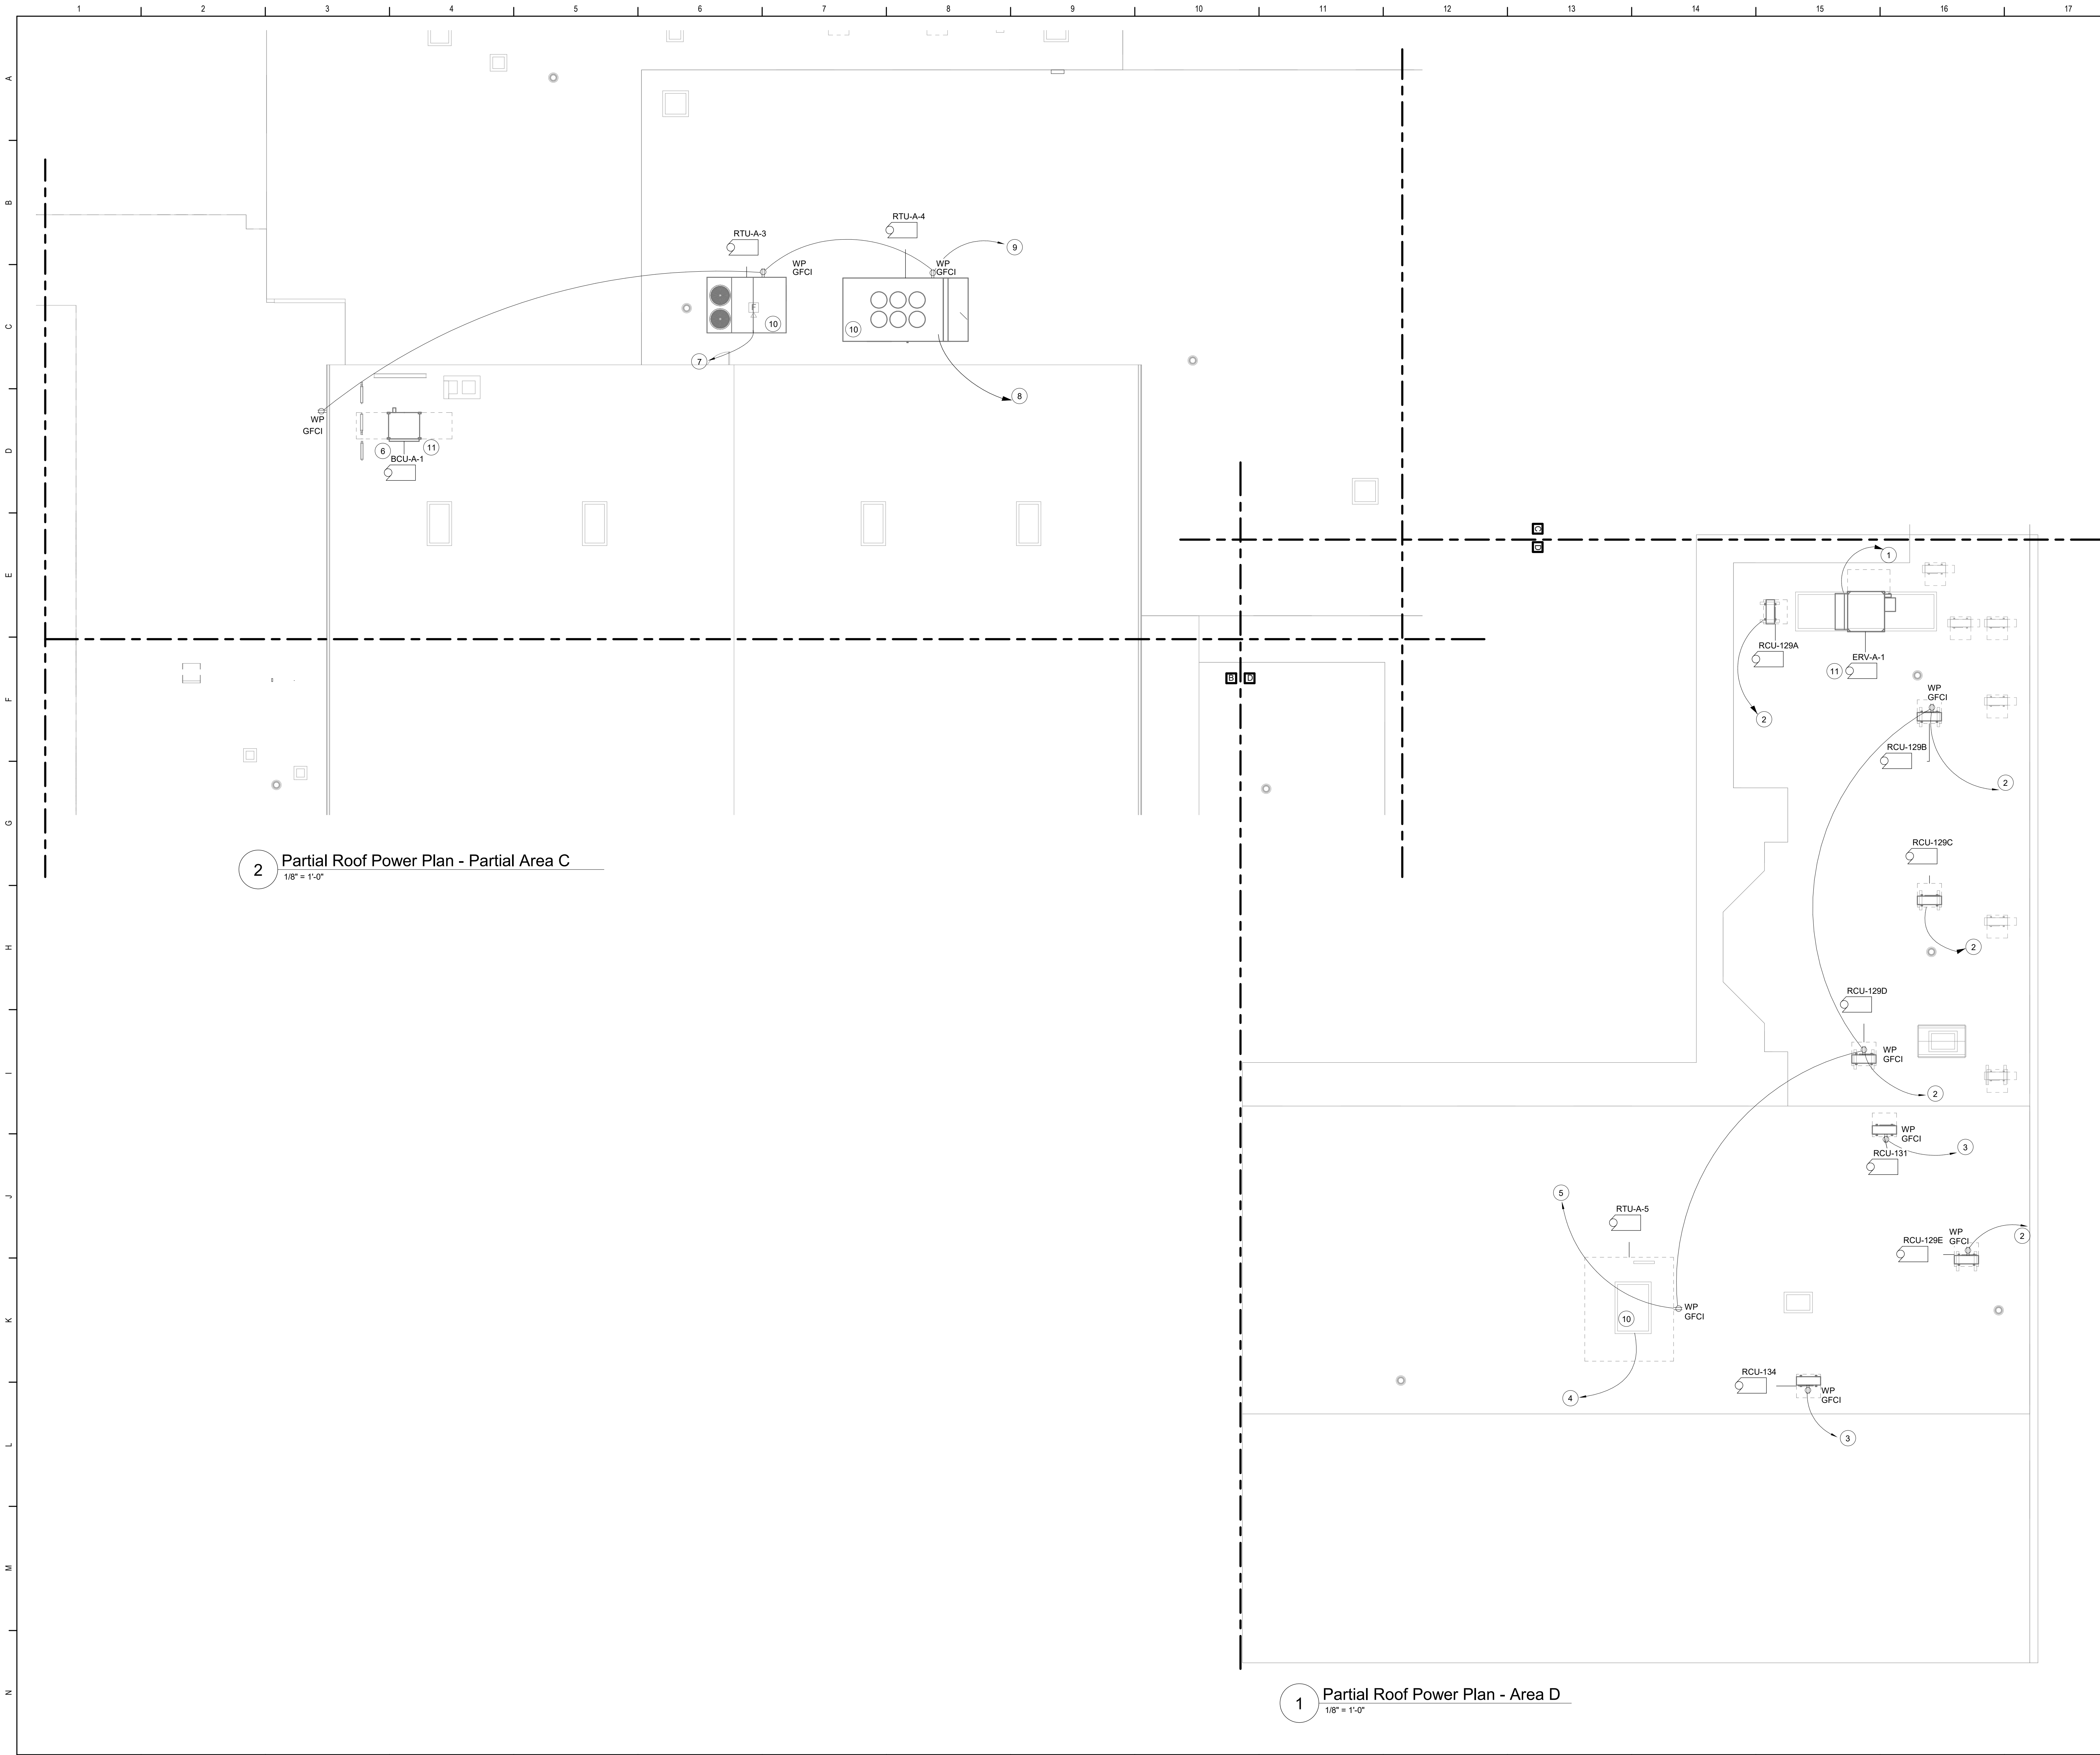 1 2 3 4 5 6 7 8 9 10 11 12 13 14 15 16 17
A
B
C
D
E
F
G
H
I
J
K
L
M
N
RTU-A-4
RTU-A-3
9
WP
GFCI
WP
GFCI
F
10
10
7
8
WP
GFCI
6
11
BCU-A-1
2
Partial Roof Power Plan - Partial Area C
1/8" = 1'-0"
C
D
B
D
1
RCU-129A
ERV-A-1
11
2
WP
GFCI
RCU-129B
2
RCU-129C
2
RCU-129D
WP
GFCI
2
WP
GFCI
3
RCU-131
5
RTU-A-5
WP
GFCI
RCU-129E
2
WP
GFCI
10
RCU-134
4
WP
GFCI
3
1
Partial Roof Power Plan - Area D
1/8" = 1'-0"